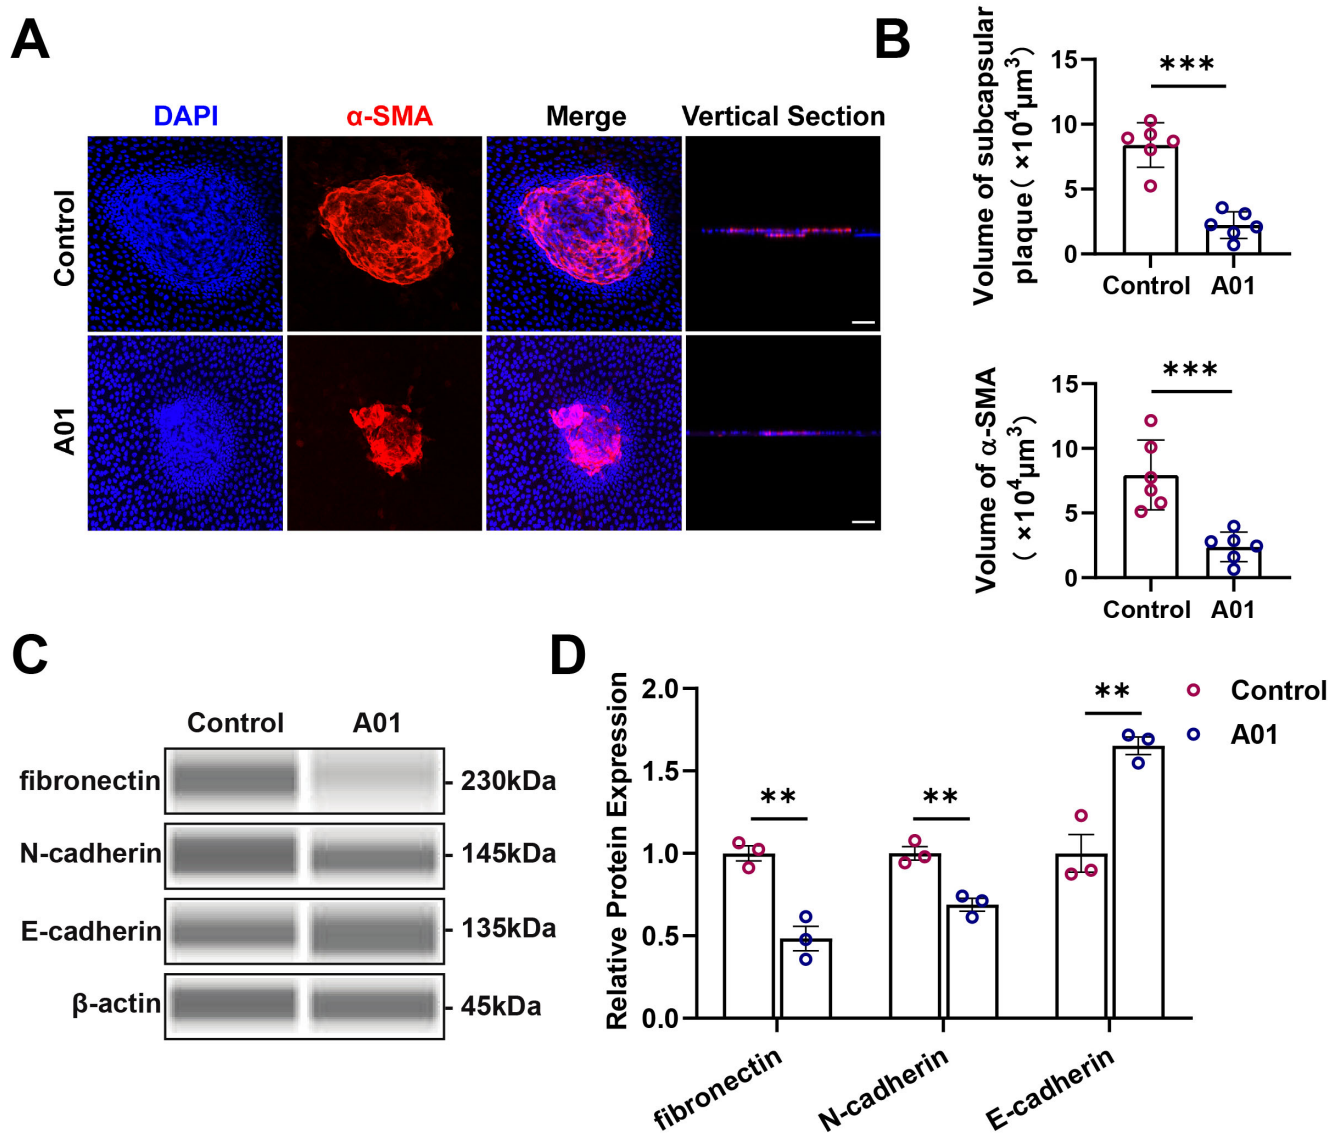 A
DAPI
α-SMA
Merge
Vertical Section
Control
A01
B
Volume of subcapsular
plaque( ×10⁴μm³)
15
10
5
0
***
Control
A01
Volume of α-SMA
( ×10⁴μm³)
15
10
5
0
***
Control
A01
C
Control
A01
fibronectin
- 230kDa
N-cadherin
- 145kDa
E-cadherin
- 135kDa
β-actin
- 45kDa
D
Relative Protein Expression
2.0
1.5
1.0
0.5
0.0
**
**
**
Control
A01
fibronectin
N-cadherin
E-cadherin